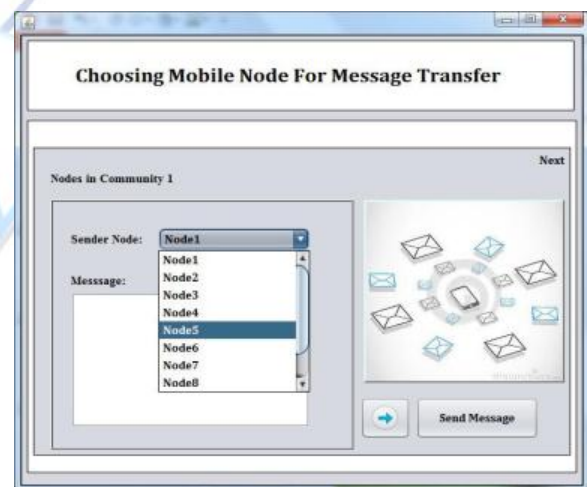 Choosing Mobile Node For Message Transfer
Next
Nodes in Community 1
Sender Node: Node1
Node1
Node2
Messsage:
Node3
Node4
Node5
Node6
Node7
Node8
Send Message